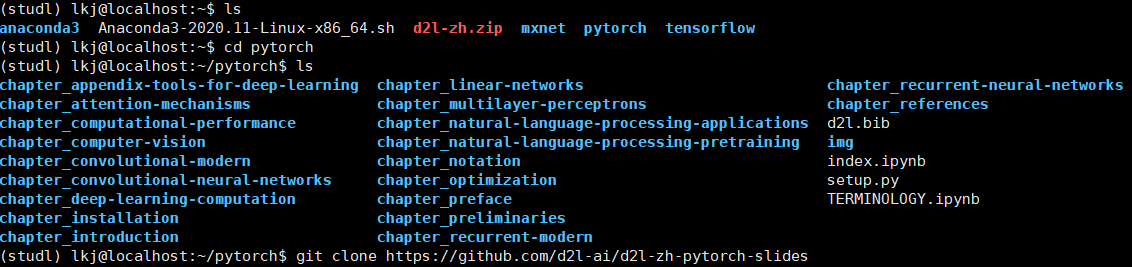 (studl) lkj@localhost:~$ ls
anaconda3  Anaconda3-2020.11-Linux-x86_64.sh  d2l-zh.zip  mxnet  pytorch  tensorflow
(studl) lkj@localhost:~$ cd pytorch
(studl) lkj@localhost:~/pytorch$ ls
chapter_appendix-tools-for-deep-learning  chapter_linear-networks  chapter_recurrent-neural-networks
chapter_attention-mechanisms  chapter_multilayer-perceptrons  chapter_references
chapter_computational-performance  chapter_natural-language-processing-applications  d2l.bib
chapter_computer-vision  chapter_natural-language-processing-pretraining  img
chapter_convolutional-modern  chapter_notation  index.ipynb
chapter_convolutional-neural-networks  chapter_optimization  setup.py
chapter_deep-learning-computation  chapter_preface  TERMINOLOGY.ipynb
chapter_installation  chapter_preliminaries
chapter_introduction  chapter_recurrent-modern
(studl) lkj@localhost:~/pytorch$ git clone https://github.com/d2l-ai/d2l-zh-pytorch-slides